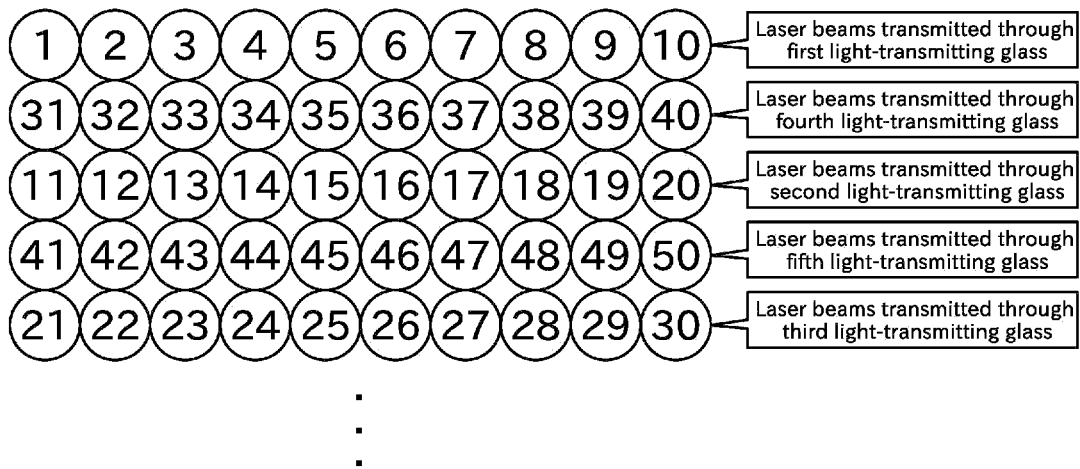 1 2 3 4 5 6 7 8 9 10
Laser beams transmitted through
first light-transmitting glass
31 32 33 34 35 36 37 38 39 40
Laser beams transmitted through
fourth light-transmitting glass
11 12 13 14 15 16 17 18 19 20
Laser beams transmitted through
second light-transmitting glass
41 42 43 44 45 46 47 48 49 50
Laser beams transmitted through
fifth light-transmitting glass
21 22 23 24 25 26 27 28 29 30
Laser beams transmitted through
third light-transmitting glass